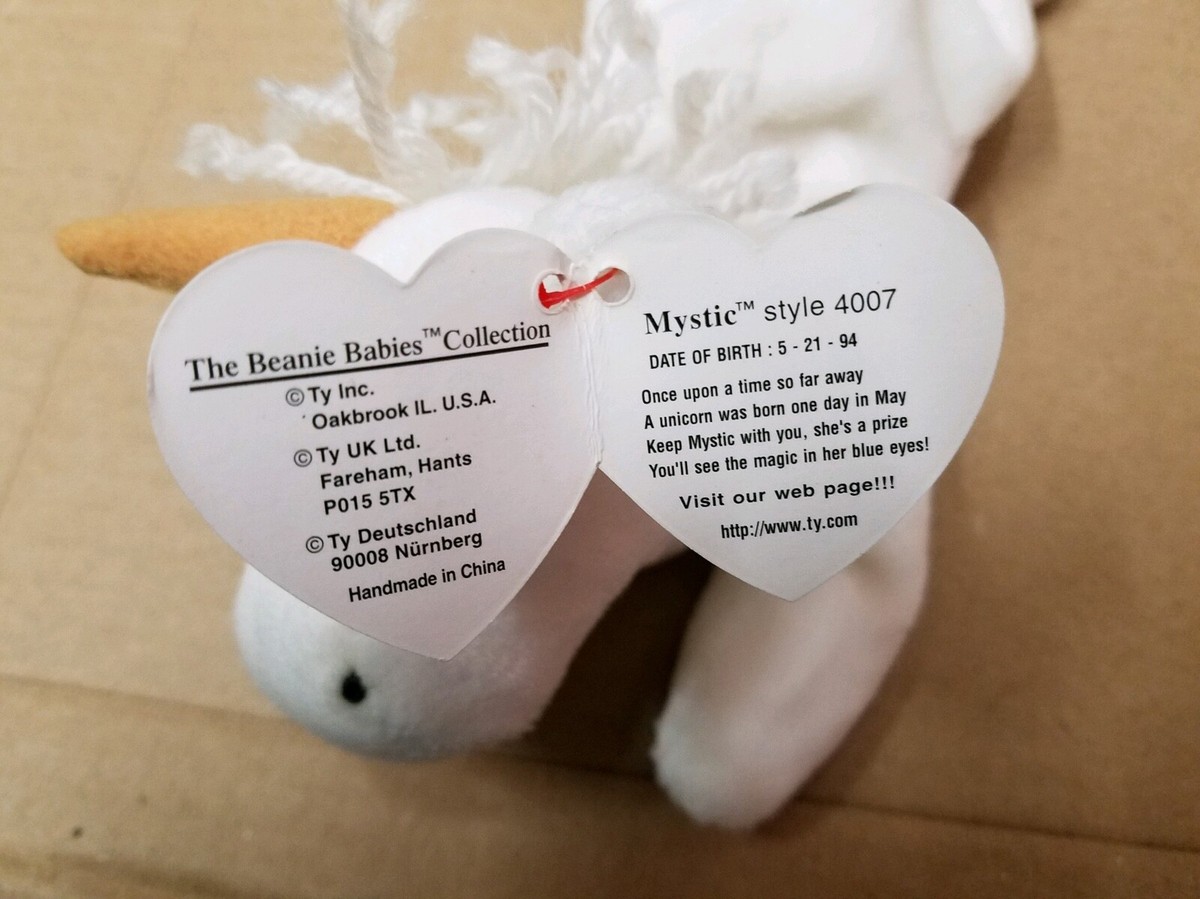 The Beanie Babies™ Collection
© Ty Inc.
Oakbrook IL. U.S.A.
© Ty UK Ltd.
Fareham, Hants
P015 5TX
© Ty Deutschland
90008 Nürnberg
Handmade in China
Mystic™ style 4007
DATE OF BIRTH : 5 - 21 - 94
Once upon a time so far away
A unicorn was born one day in May
Keep Mystic with you, she's a prize
You'll see the magic in her blue eyes!
Visit our web page!!!
http://www.ty.com